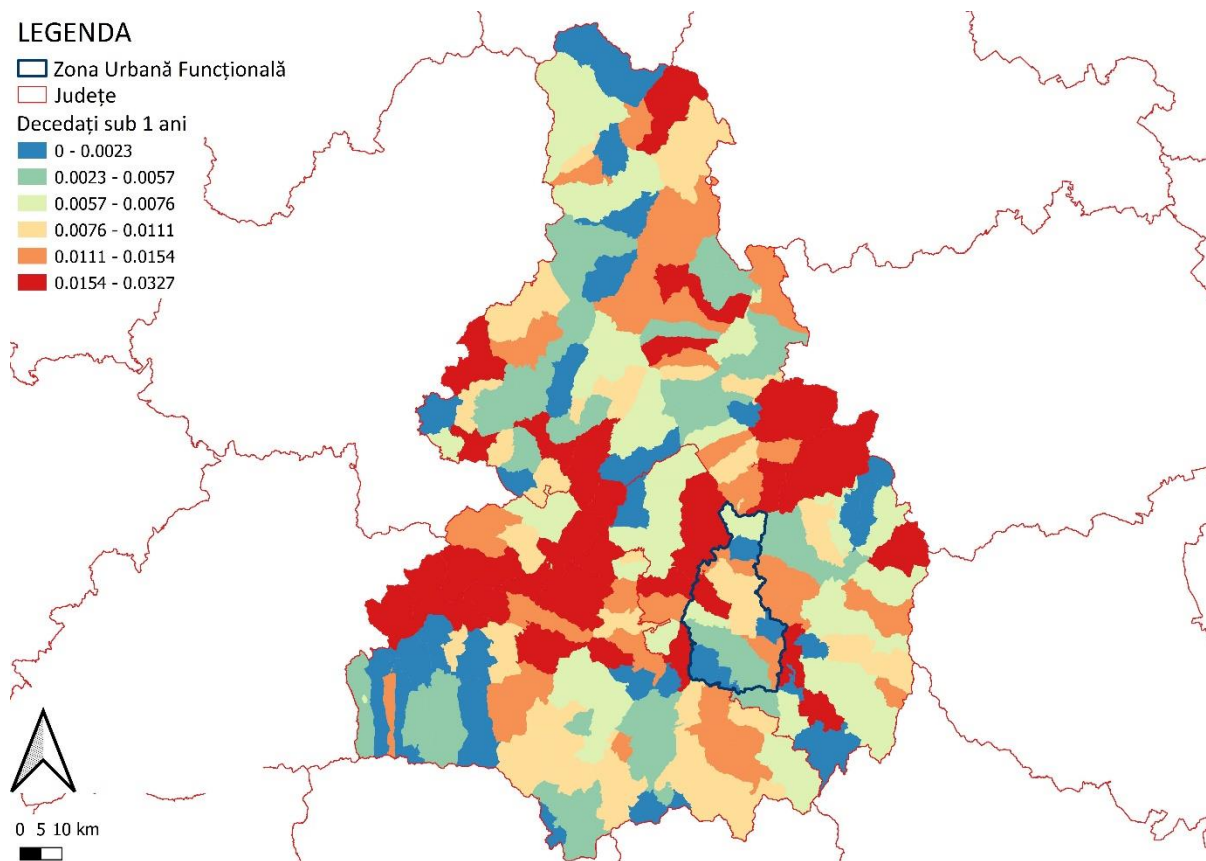 LEGENDA
Zona Urbană Funcțională
Județe
Decedați sub 1 ani
0 - 0.0023
0.0023 - 0.0057
0.0057 - 0.0076
0.0076 - 0.0111
0.0111 - 0.0154
0.0154 - 0.0327
0 5 10 km